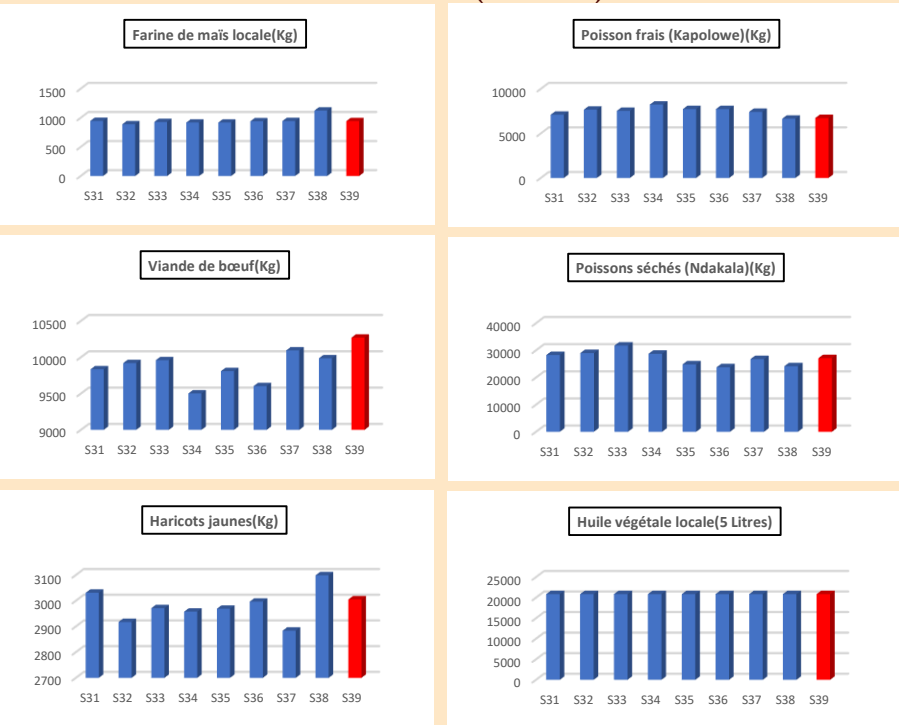 Farine de maïs locale(Kg)
1500
1000
500
0
S31 S32 S33 S34 S35 S36 S37 S38 S39
Poisson frais (Kapolowe)(Kg)
10000
5000
0
S31 S32 S33 S34 S35 S36 S37 S38 S39
Viande de bœuf(Kg)
10500
10000
9500
9000
S31 S32 S33 S34 S35 S36 S37 S38 S39
Poissons séchés (Ndakala)(Kg)
40000
30000
20000
10000
0
S31 S32 S33 S34 S35 S36 S37 S38 S39
Haricots jaunes(Kg)
3100
3000
2900
2800
2700
S31 S32 S33 S34 S35 S36 S37 S38 S39
Huile végétale locale(5 Litres)
25000
20000
15000
10000
5000
0
S31 S32 S33 S34 S35 S36 S37 S38 S39